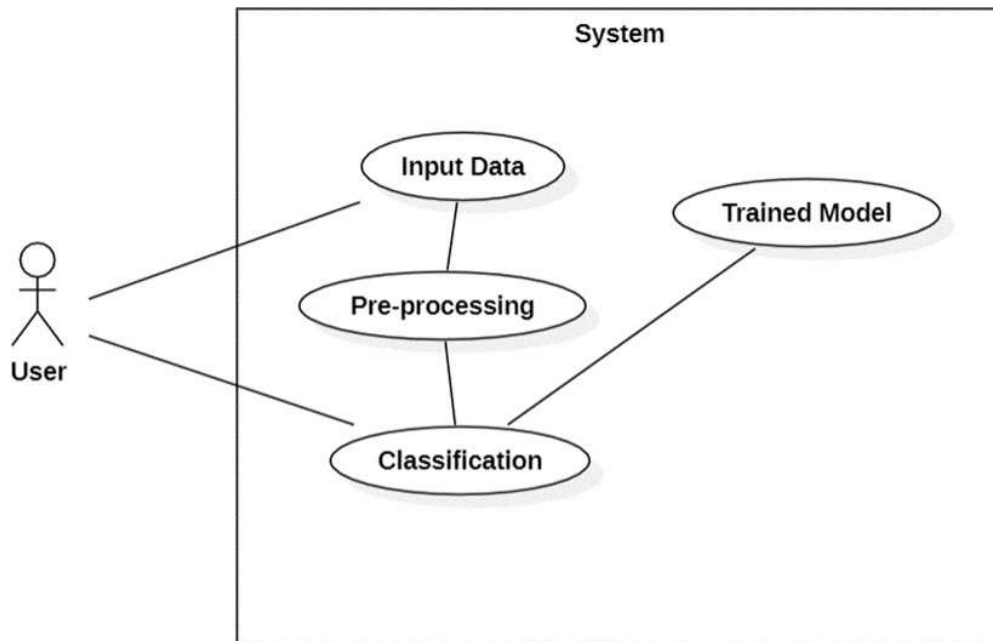 System
Input Data
Trained Model
Pre-processing
User
Classification